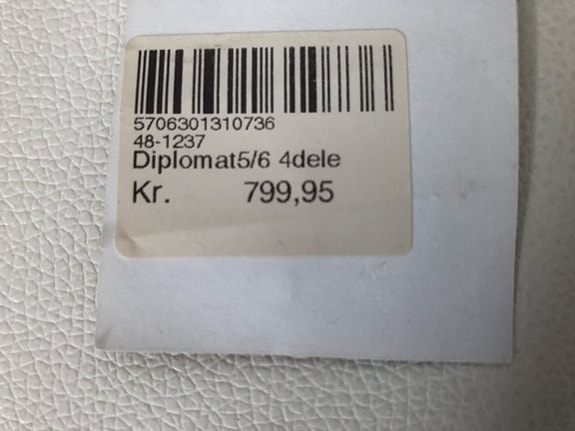 5706301310736
48-1237
Diplomat5/6 4dele
Kr. 799,95